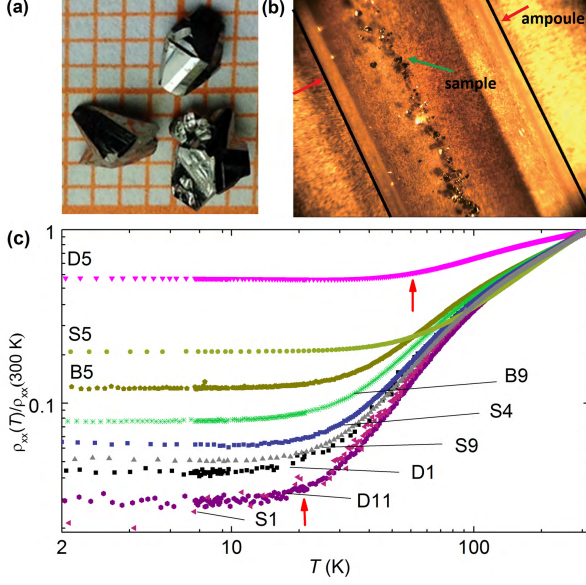 (a)
(b)
ampoule
sample
(c)
1
D5
S5
B5
B9
0.1
S4
S9
D1
D11
S1
2
10
100
T (K)
ρxx(T)/ρxx(300 K)